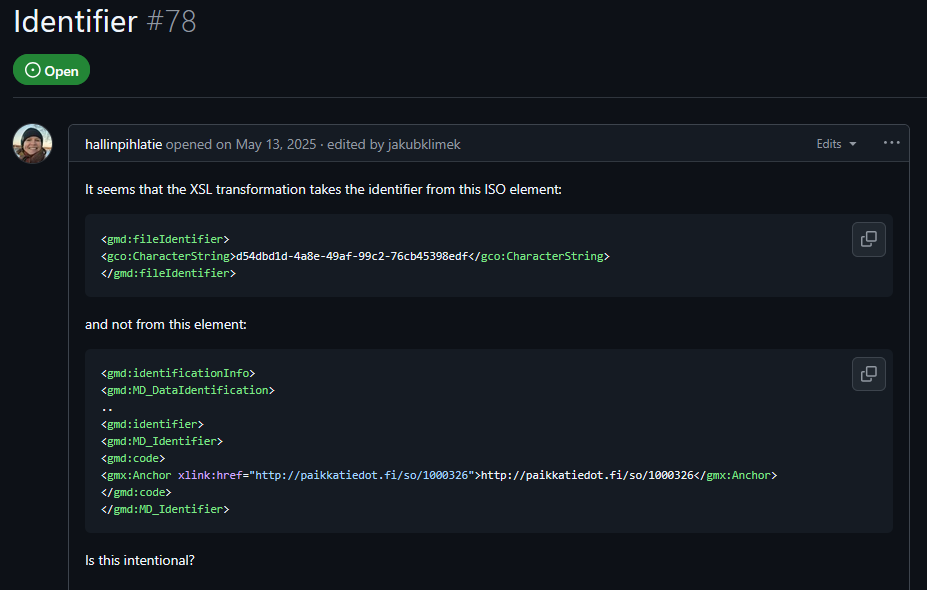 Identifier #78
Open
hallinpihlatie opened on May 13, 2025 · edited by jakubklimek Edits
It seems that the XSL transformation takes the identifier from this ISO element:
<gmd:fileIdentifier>
<gco:CharacterString>d54dbd1d-4a8e-49af-99c2-76cb45398edf</gco:CharacterString>
</gmd:fileIdentifier>
and not from this element:
<gmd:identificationInfo>
<gmd:MD_DataIdentification>
..
<gmd:identifier>
<gmd:MD_Identifier>
<gmd:code>
<gmx:Anchor xlink:href="http://paikkatiedot.fi/so/1000326">http://paikkatiedot.fi/so/1000326</gmx:Anchor>
</gmd:code>
</gmd:MD_Identifier>
Is this intentional?